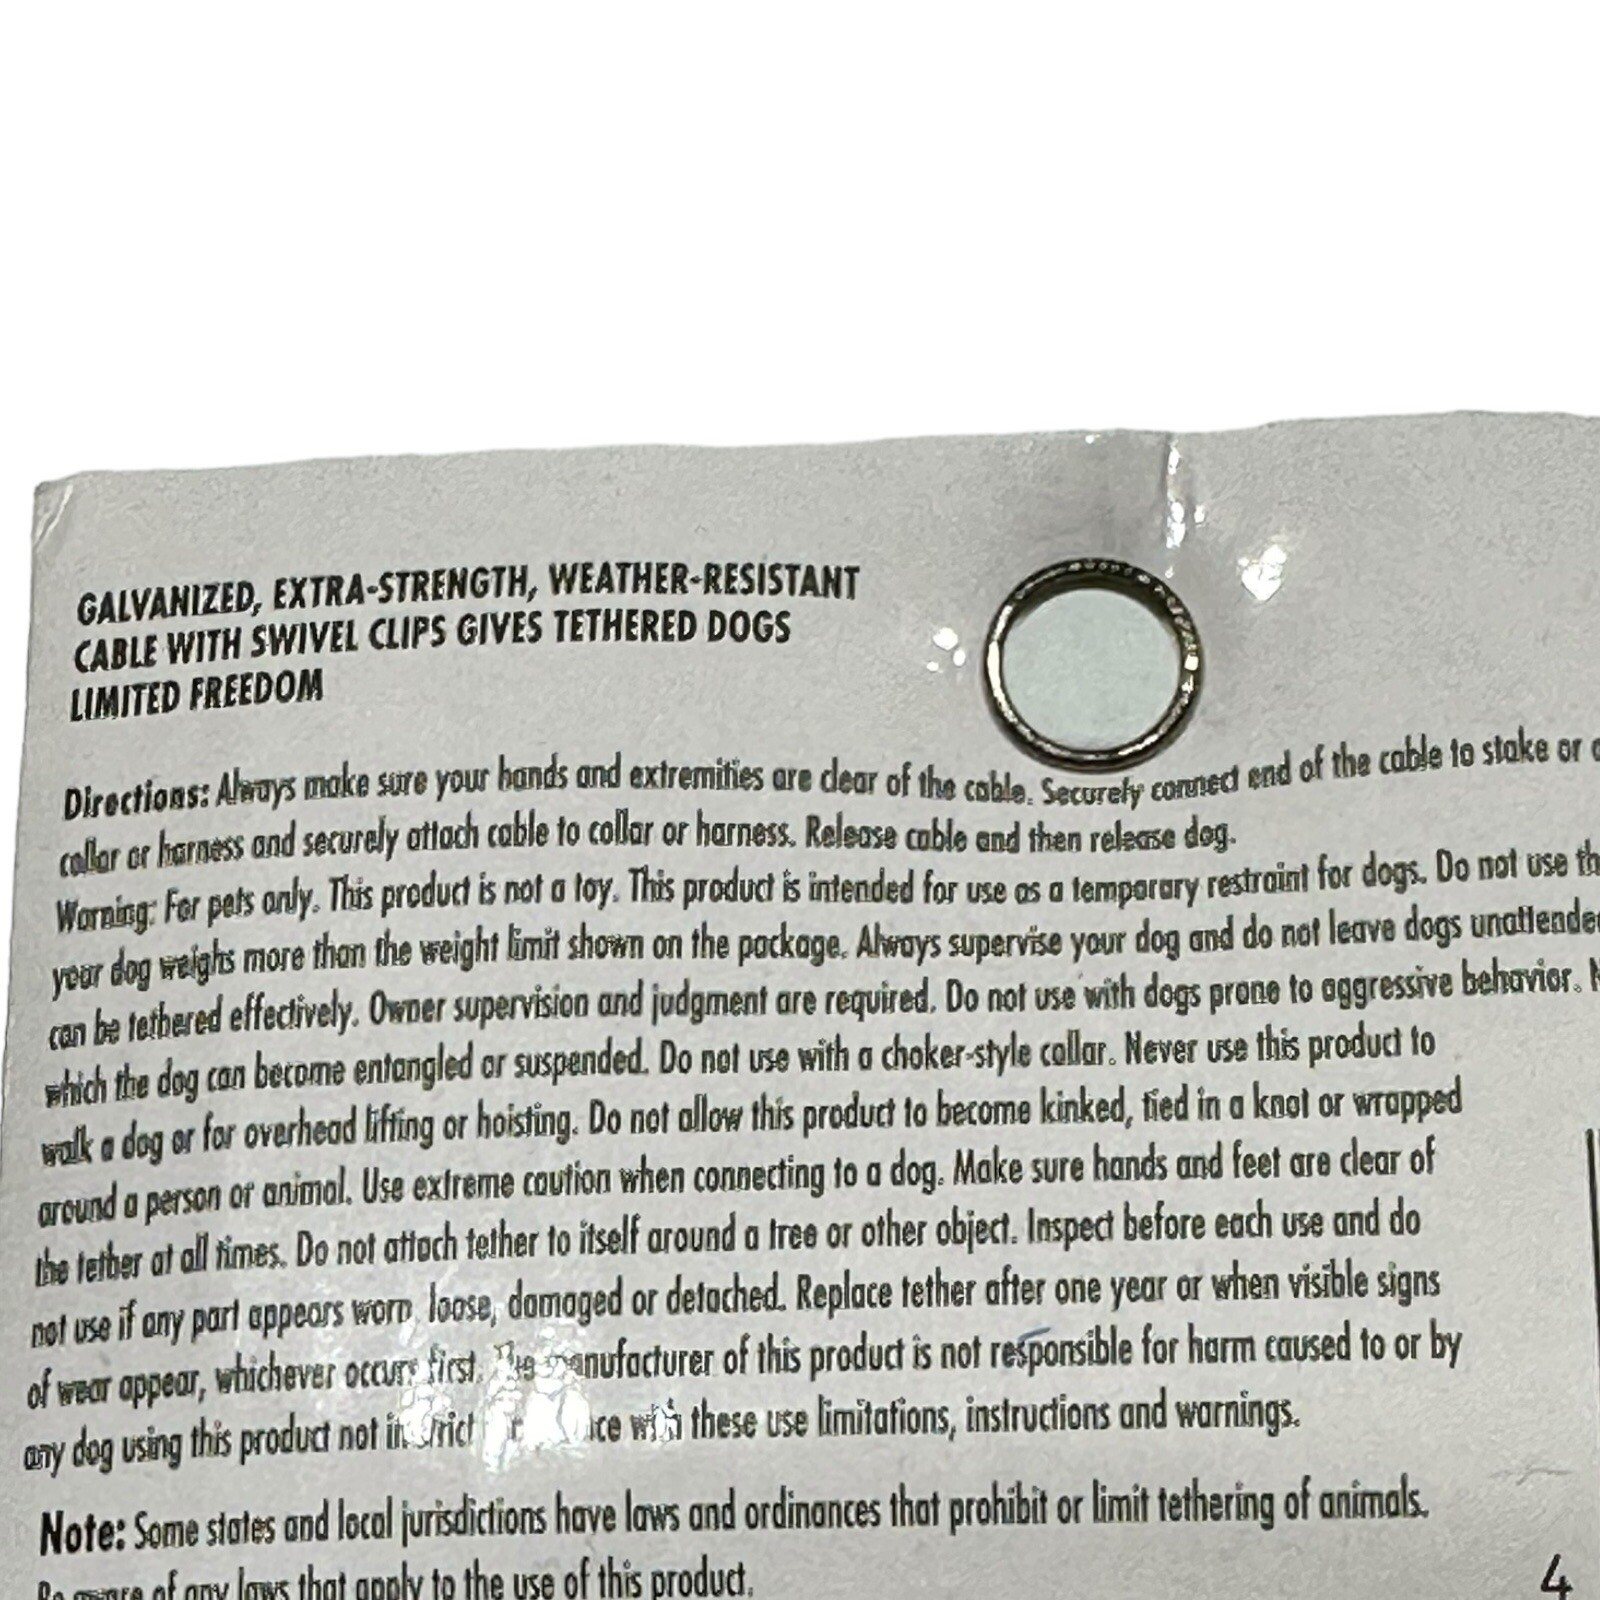 GALVANIZED, EXTRA-STRENGTH, WEATHER-RESISTANT
CABLE WITH SWIVEL CLIPS GIVES TETHERED DOGS
LIMITED FREEDOM
Directions: Always make sure your hands and extremities are clear of the cable. Securely connect end of the cable to stake or
collar or harness and securely attach cable to collar or harness. Release cable and then release dog.
Warning: For pets only. This product is not a toy. This product is intended for use as a temporary restraint for dogs. Do not use
your dog weighs more than the weight limit shown on the package. Always supervise your dog and do not leave dogs
can be tethered effectively. Owner supervision and judgment are required. Do not use with dogs prone to aggressive behavior.
which the dog can become entangled or suspended. Do not use with a choker-style collar. Never use this product to
walk a dog or for overhead lifting or hoisting. Do not allow this product to become kinked, tied in a knot or wrapped
around a person or animal. Use extreme caution when connecting to a dog. Make sure hands and feet are clear of
the tether at all times. Do not attach tether to itself around a tree or other object. Inspect before each use and do
not use if any part appears worn, loose, damaged or detached. Replace tether after one year or when visible signs
of wear appear, whichever occurs first. The manufacturer of this product is not responsible for harm caused to or by
any dog using this product not in strict with these use limitations, instructions and warnings.
Note: Some states and local jurisdictions have laws and ordinances that prohibit or limit tethering of animals.
Be aware of any laws that apply to the use of this product.
4